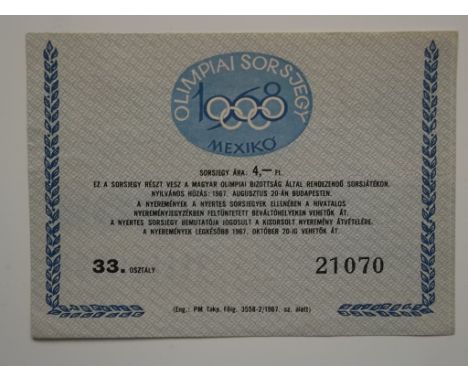 OLIMPIAI SORSJEGY
1968
MEXIKÓ
SORSJEGY ÁRA: 4,— Ft.
EZ A SORSJEGY RÉSZT VESZ A MAGYAR OLIMPIAI BIZOTTSÁG ÁLTAL RENDEZENDŐ SORSJÁTÉKON.
NYILVÁNOS HÚZÁS: 1967. AUGUSZTUS 20-ÁN BUDAPESTEN.
A NYEREMÉNYEK A NYERTES SORSJEGYEK ELLENÉBEN A HIVATALOS
NYEREMÉNYJEGYZÉKBEN FELTÜNTETETT BEVÁLTÓHELYEKEN VEHETŐK ÁT.
A NYERTES SORSJEGY BEMUTATÓJA JOGOSULT A KISORSOLT NYEREMÉNY ÁTVÉTELÉRE.
A NYEREMÉNYEK LEGKÉSŐBB 1967. OKTÓBER 20-IG VEHETŐK ÁT.
33. OSZTÁLY
21070
(Eng.: PM Takp. Főig. 3558-2/1967. sz. alatt)